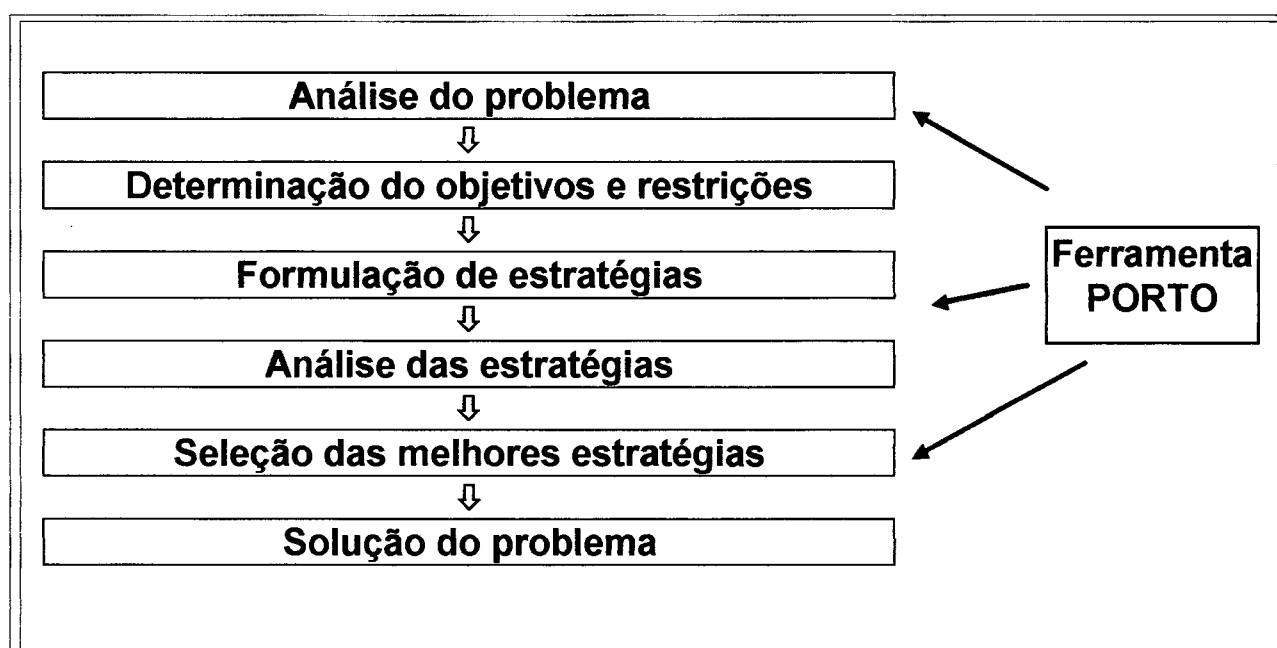 Análise do problema
Determinação do objetivos e restrições
Formulação de estratégias
Análise das estratégias
Seleção das melhores estratégias
Solução do problema
Ferramenta
PORTO